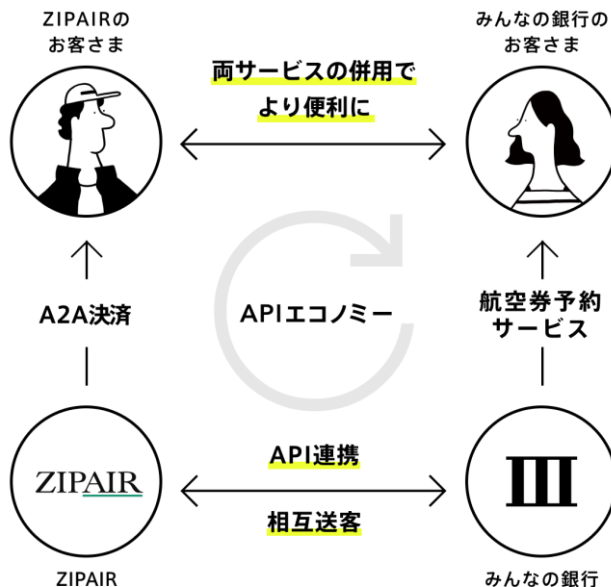 ZIPAIRの
お客さま
みんなの銀行の
お客さま
両サービスの併用で
より便利に
A2A決済
APIエコノミー
航空券予約
サービス
ZIPAIR
API連携
相互送客
ZIPAIR
みんなの銀行